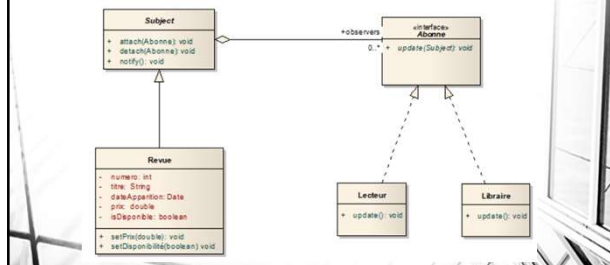 Subject
+ attach(Abonne): void
+ detach(Abonne): void
+ notify(): void
+observers
0..*
«interface»
Abonne
+ update(Subject): void
Revue
- numero: int
- titre: String
- dateApparition: Date
- prix: double
- isDisponible: boolean
+ setPrix(double): void
+ setDisponibilité(boolean) void
Lecteur
+ update(): void
Libraire
+ update(): void